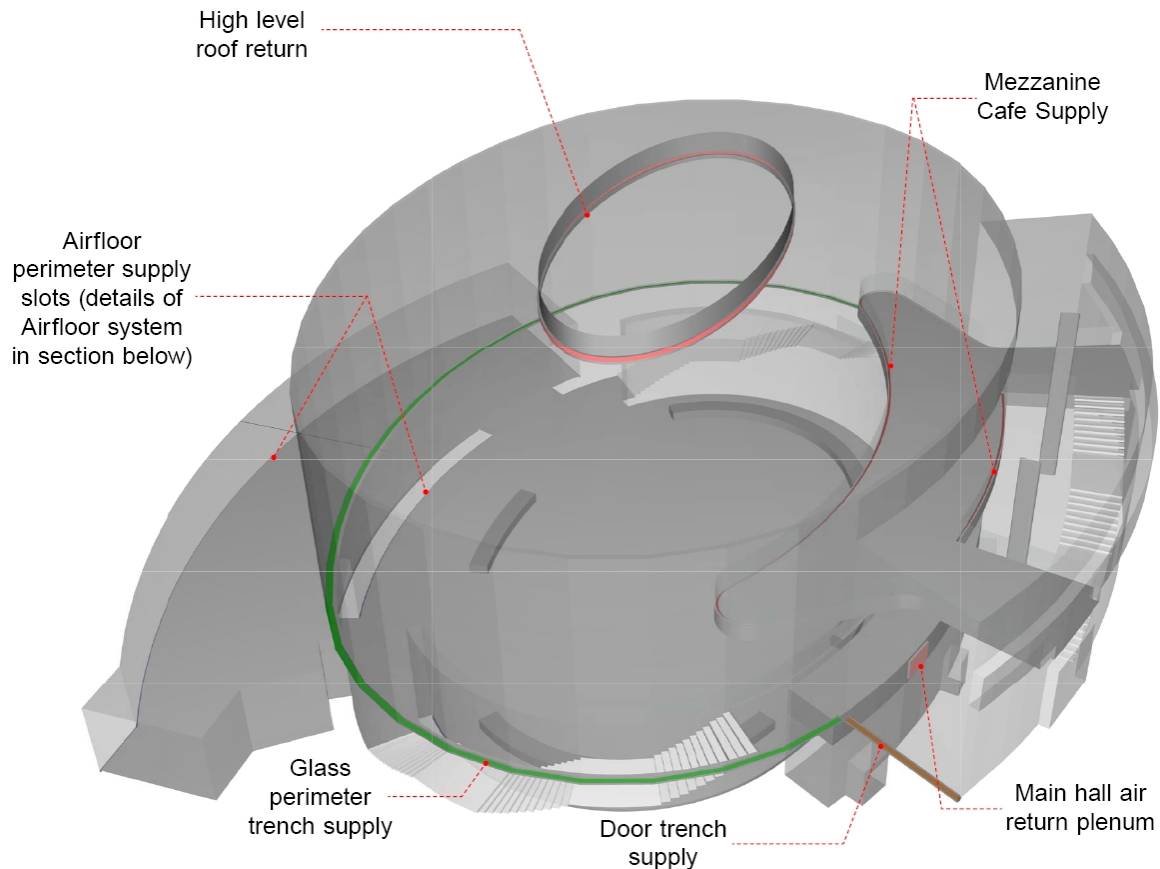 High level
roof return
Mezzanine
Cafe Supply
Airfloor
perimeter supply
slots (details of
Airfloor system
in section below)
Glass
perimeter
trench supply
Door trench
supply
Main hall air
return plenum